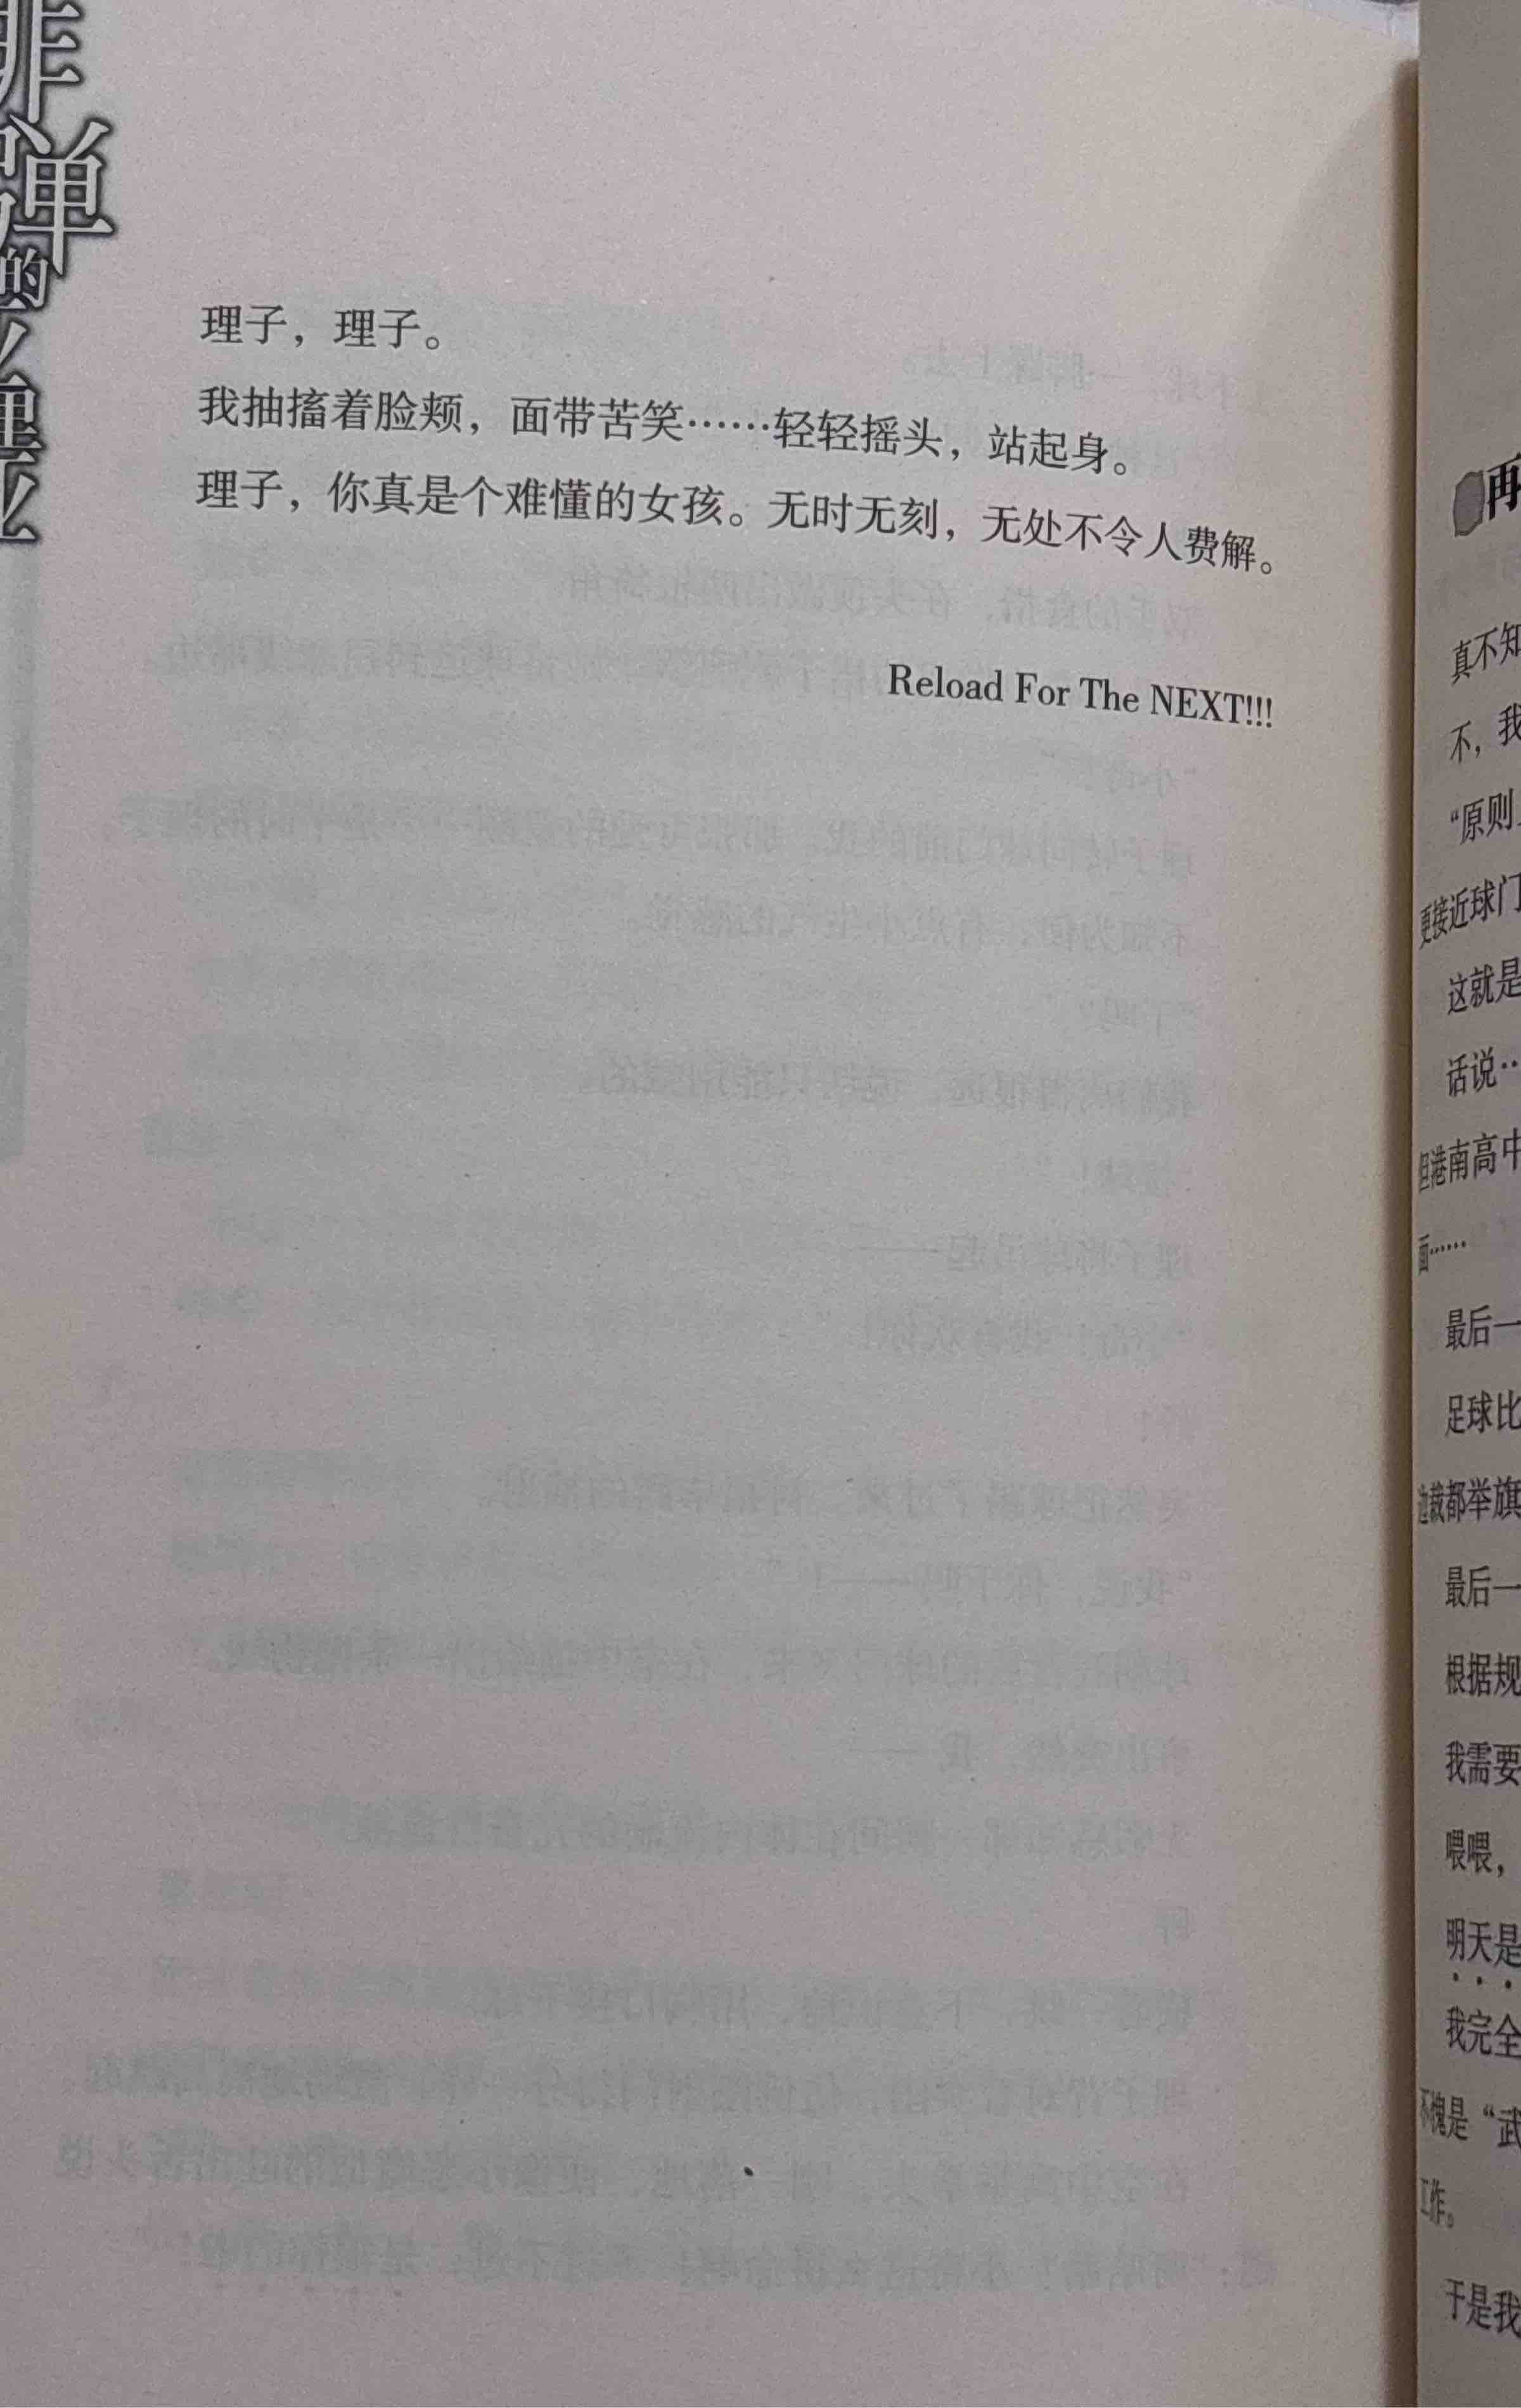 弹
的
理子，理子。
我抽搐着脸颊，面带苦笑……轻轻摇头，站起身。
理子，你真是个难懂的女孩。无时无刻，无处不令人费解。
Reload For The NEXT!!!
再
真不知
不，我
“原则
更接近球门
这就是
话说…
但港南高中
面……
最后一
足球比
边裁都举旗
最后一
根据规
我需要
喂喂，
明天是
我完全
不愧是“武
工作。
于是我